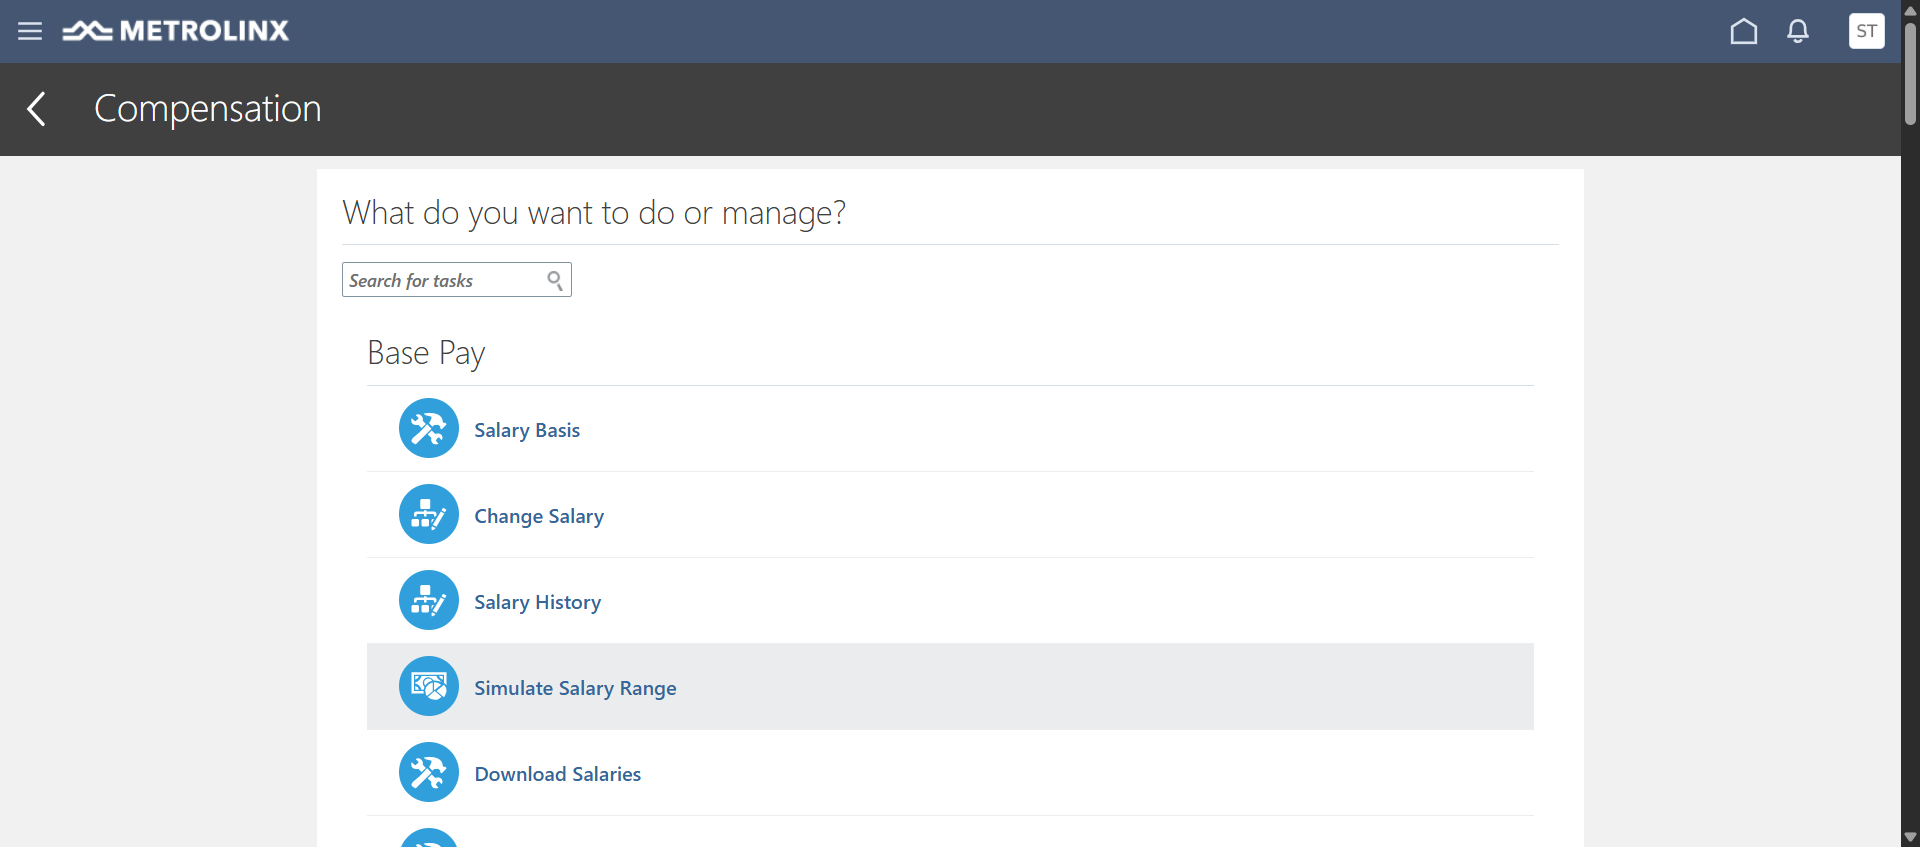 METROLINX
ST
Compensation
What do you want to do or manage?
Search for tasks
Base Pay
Salary Basis
Change Salary
Salary History
Simulate Salary Range
Download Salaries